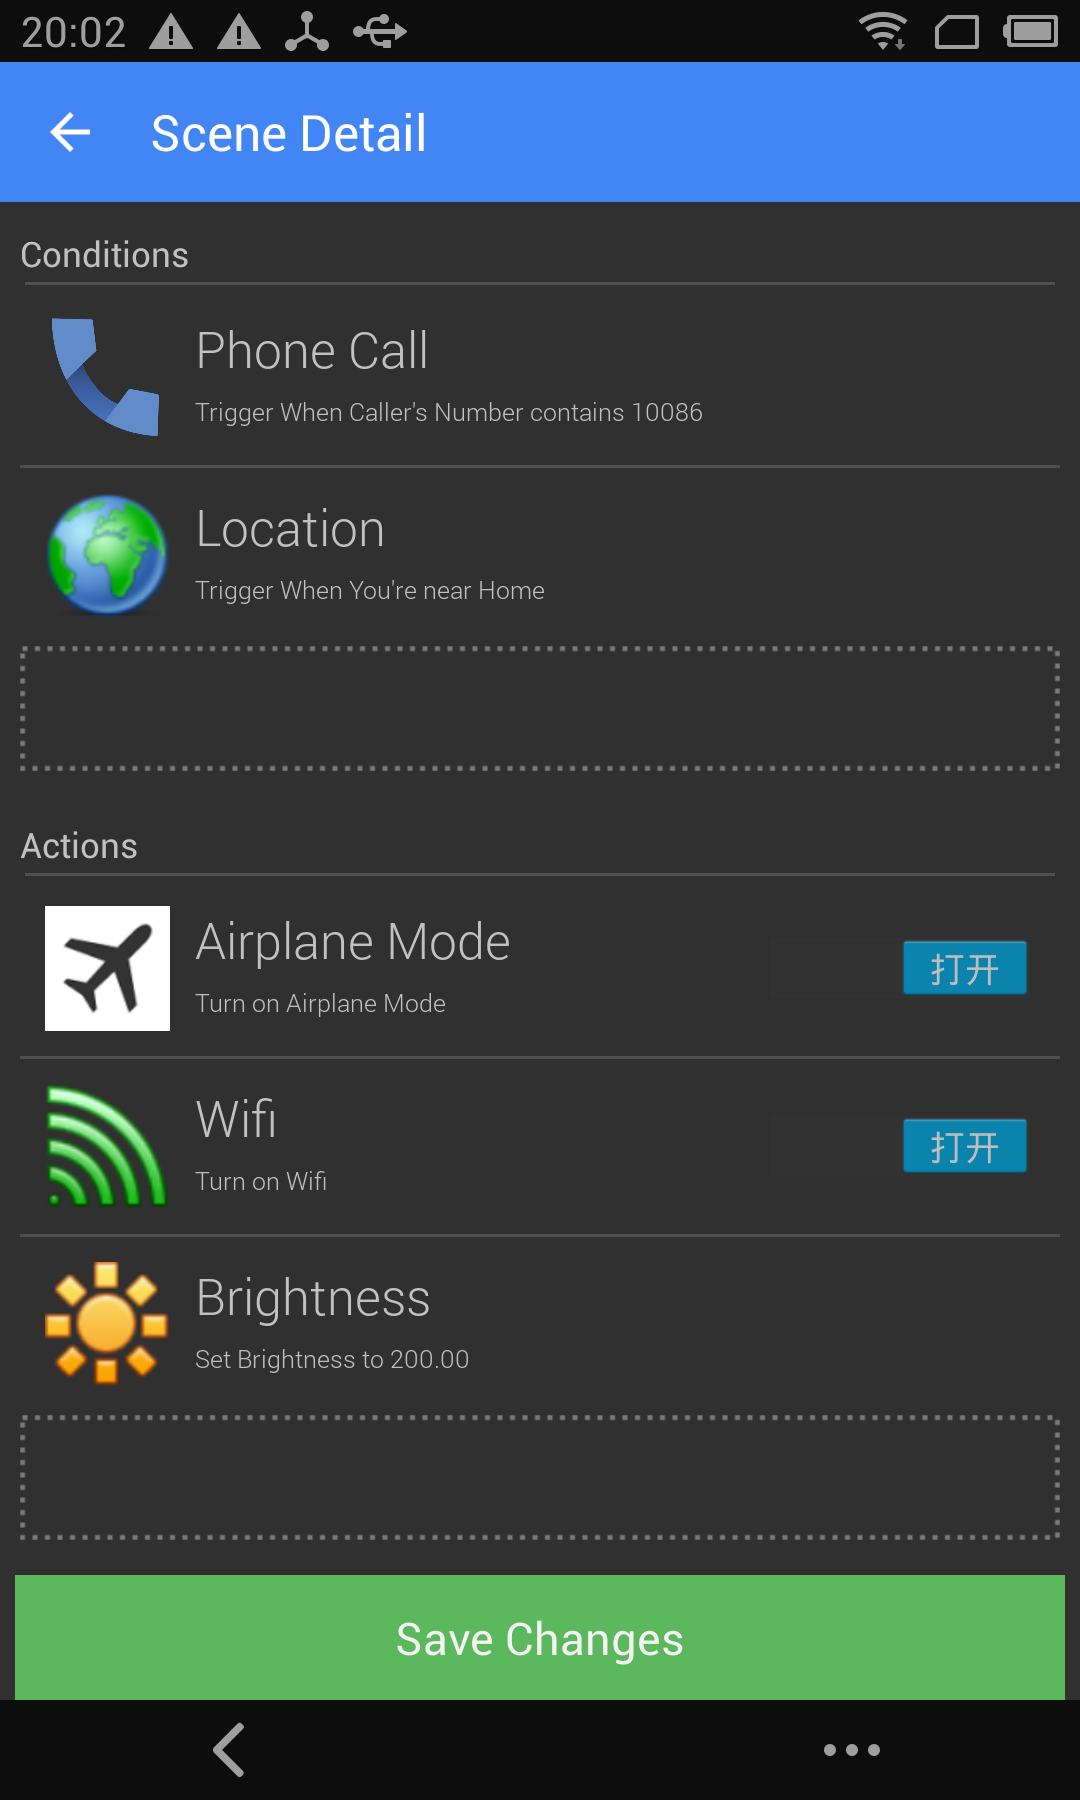 20:02
Scene Detail
Conditions
Phone Call
Trigger When Caller's Number contains 10086
Location
Trigger When You're near Home
Actions
Airplane Mode
打开
Turn on Airplane Mode
Wifi
打开
Turn on Wifi
Brightness
Set Brightness to 200.00
Save Changes